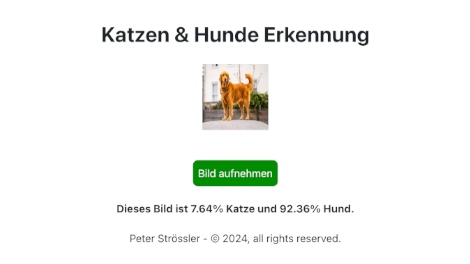 Katzen & Hunde Erkennung
Bild aufnehmen
Dieses Bild ist 7.64% Katze und 92.36% Hund.
Peter Strössler - © 2024, all rights reserved.